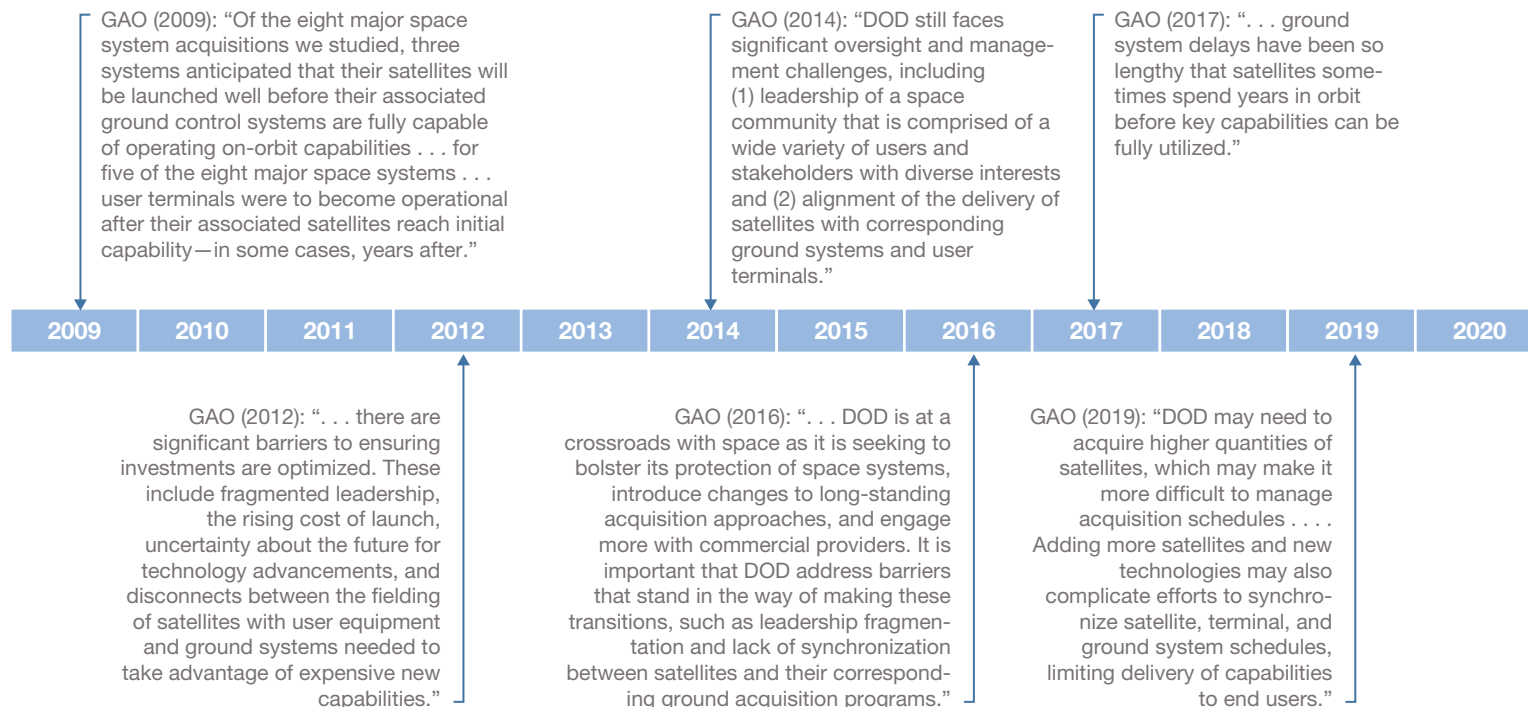 GAO (2009): “Of the eight major space
system acquisitions we studied, three
systems anticipated that their satellites will
be launched well before their associated
ground control systems are fully capable
of operating on-orbit capabilities . . . for
five of the eight major space systems . . .
user terminals were to become operational
after their associated satellites reach initial
capability—in some cases, years after.”
GAO (2014): “DOD still faces
significant oversight and manage-
ment challenges, including
(1) leadership of a space
community that is comprised of a
wide variety of users and
stakeholders with diverse interests
and (2) alignment of the delivery of
satellites with corresponding
ground systems and user
terminals.”
GAO (2017): “. . . ground
system delays have been so
lengthy that satellites some-
times spend years in orbit
before key capabilities can be
fully utilized.”
2009 2010 2011 2012 2013 2014 2015 2016 2017 2018 2019 2020
GAO (2012): “. . . there are
significant barriers to ensuring
investments are optimized. These
include fragmented leadership,
the rising cost of launch,
uncertainty about the future for
technology advancements, and
disconnects between the fielding
of satellites with user equipment
and ground systems needed to
take advantage of expensive new
capabilities.”
GAO (2016): “. . . DOD is at a
crossroads with space as it is seeking to
bolster its protection of space systems,
introduce changes to long-standing
acquisition approaches, and engage
more with commercial providers. It is
important that DOD address barriers
that stand in the way of making these
transitions, such as leadership fragmen-
tation and lack of synchronization
between satellites and their correspond-
ing ground acquisition programs.”
GAO (2019): “DOD may need to
acquire higher quantities of
satellites, which may make it
more difficult to manage
acquisition schedules . . . .
Adding more satellites and new
technologies may also
complicate efforts to synchro-
nize satellite, terminal, and
ground system schedules,
limiting delivery of capabilities
to end users.”